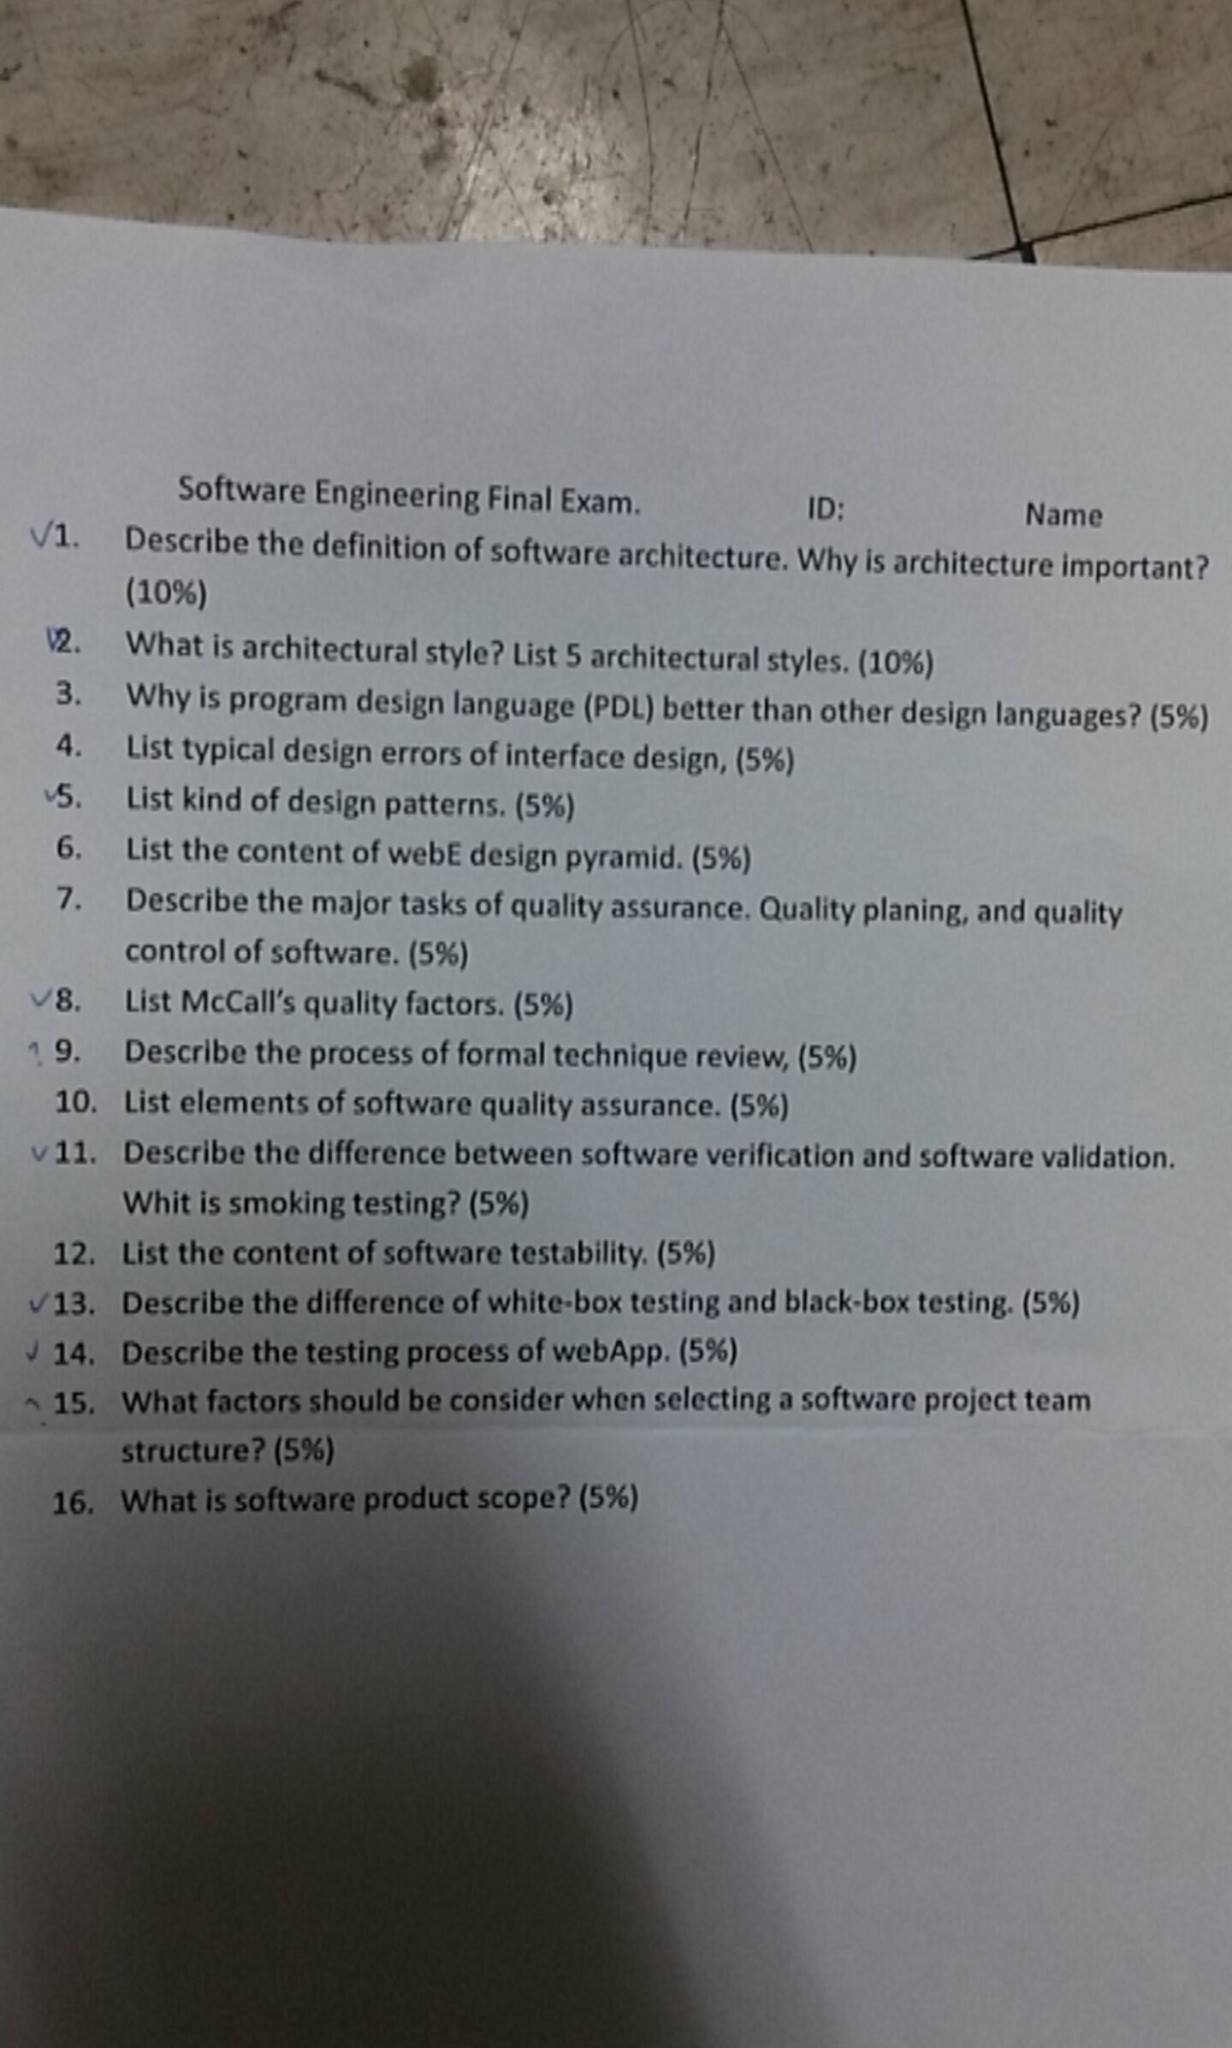 Software Engineering Final Exam. ID: Name
1. Describe the definition of software architecture. Why is architecture important?
(10%)
2. What is architectural style? List 5 architectural styles. (10%)
3. Why is program design language (PDL) better than other design languages? (5%)
4. List typical design errors of interface design, (5%)
5. List kind of design patterns. (5%)
6. List the content of webE design pyramid. (5%)
7. Describe the major tasks of quality assurance. Quality planing, and quality
control of software. (5%)
8. List McCall's quality factors. (5%)
9. Describe the process of formal technique review, (5%)
10. List elements of software quality assurance. (5%)
11. Describe the difference between software verification and software validation.
Whit is smoking testing? (5%)
12. List the content of software testability. (5%)
13. Describe the difference of white-box testing and black-box testing. (5%)
14. Describe the testing process of webApp. (5%)
15. What factors should be consider when selecting a software project team
structure? (5%)
16. What is software product scope? (5%)